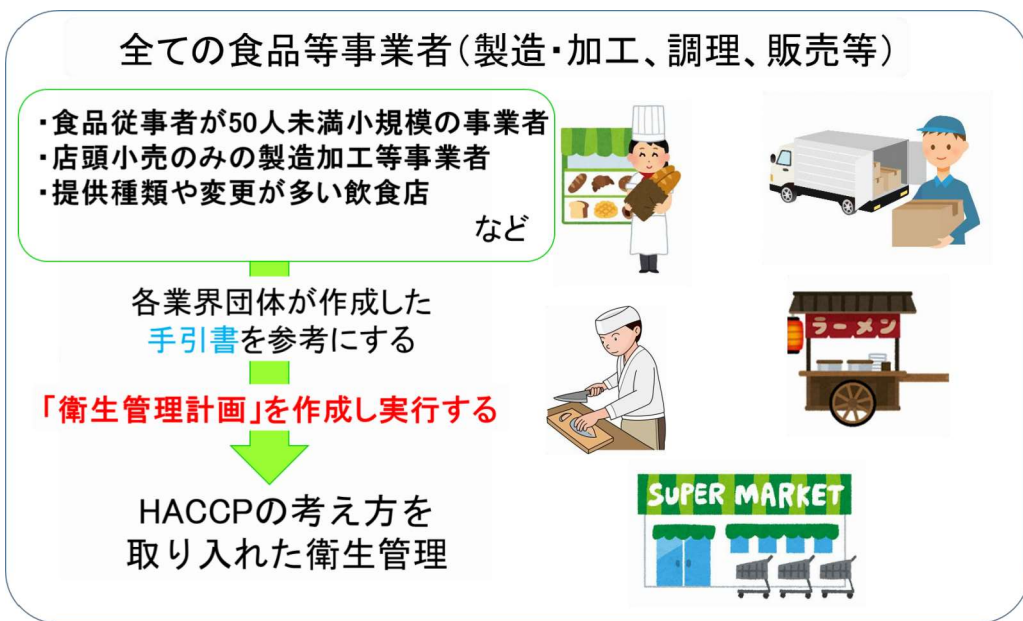 全ての食品等事業者(製造・加工、調理、販売等)
・食品従事者が50人未満小規模の事業者
・店頭小売のみの製造加工等事業者
・提供種類や変更が多い飲食店
など
各業界団体が作成した
手引書を参考にする
「衛生管理計画」を作成し実行する
HACCPの考え方を
取り入れた衛生管理
ラーメン
SUPER MARKET